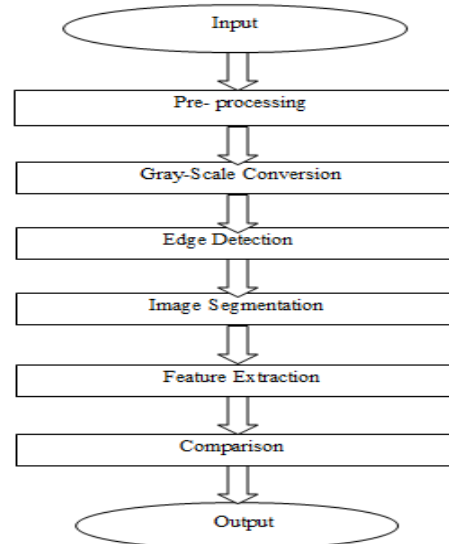 Input
Pre- processing
Gray-Scale Conversion
Edge Detection
Image Segmentation
Feature Extraction
Comparison
Output